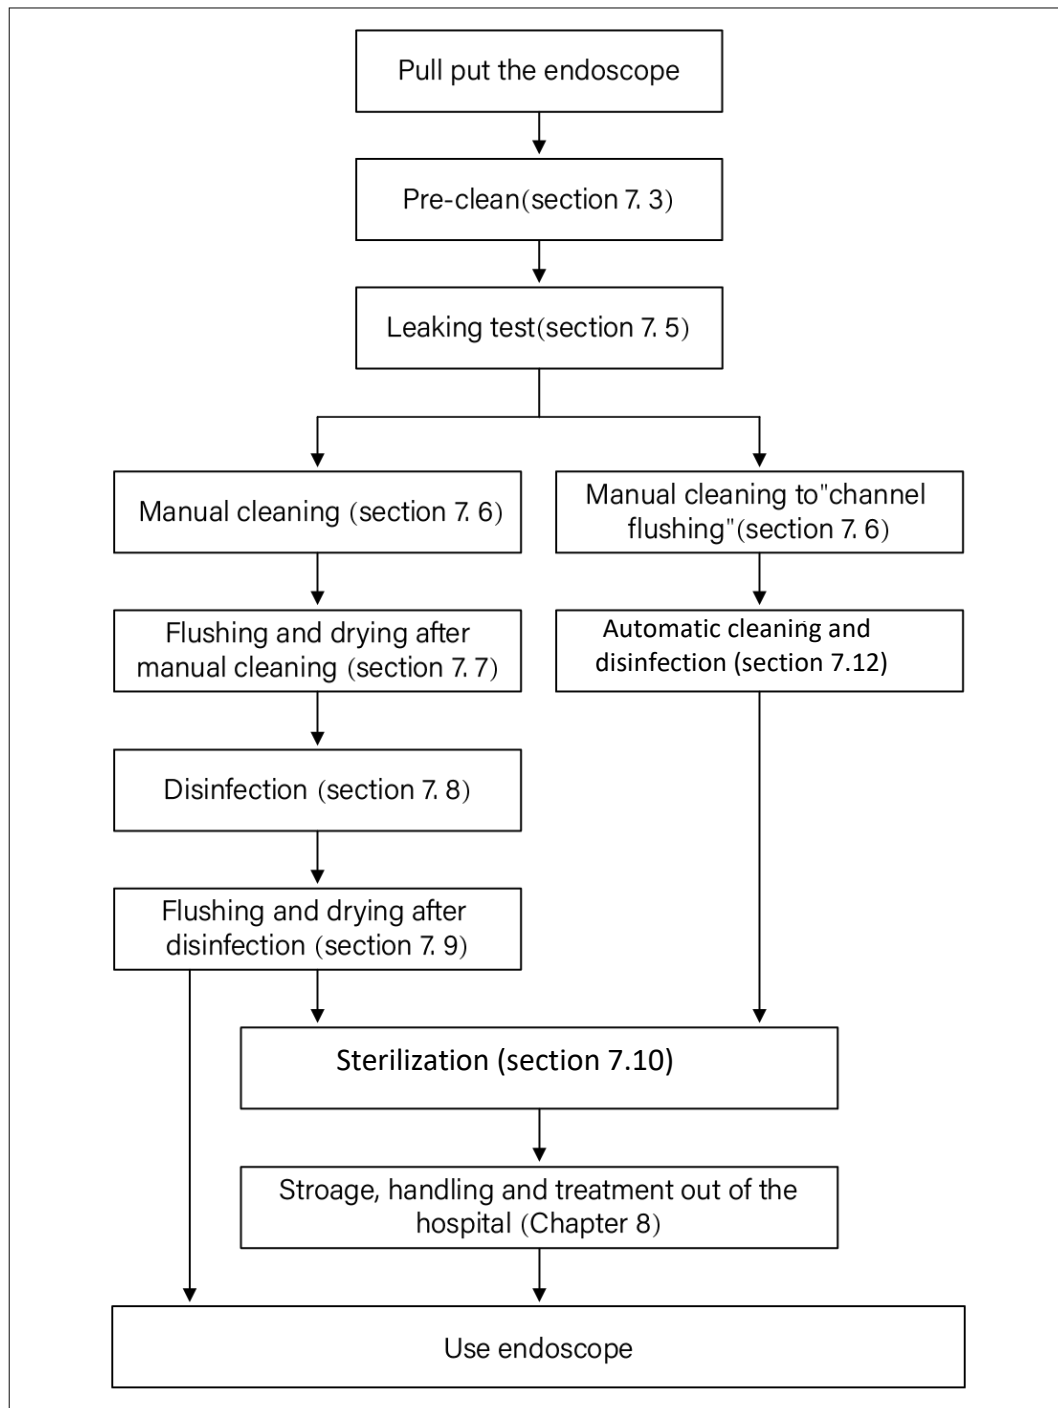 Pull put the endoscope
Pre-clean(section 7. 3)
Leaking test(section 7. 5)
Manual cleaning (section 7. 6)
Manual cleaning to"channel
flushing"(section 7. 6)
Flushing and drying after
manual cleaning (section 7. 7)
Automatic cleaning and
disinfection (section 7.12)
Disinfection (section 7. 8)
Flushing and drying after
disinfection (section 7. 9)
Sterilization (section 7.10)
Stroage, handling and treatment out of the
hospital (Chapter 8)
Use endoscope